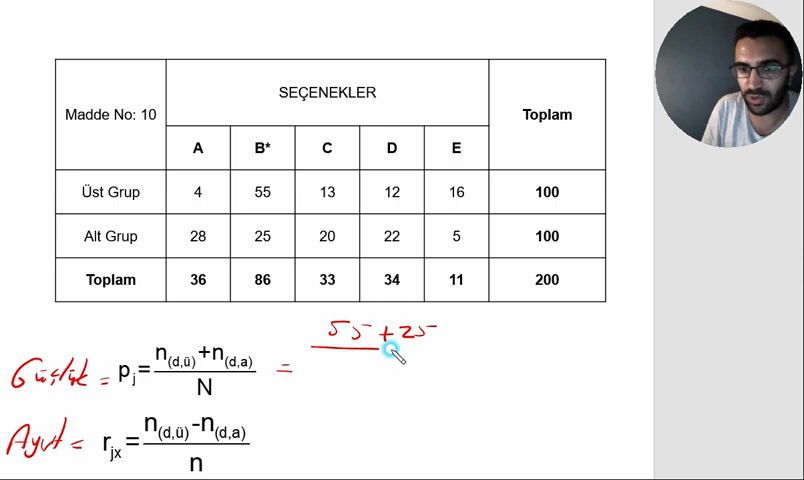 Madde No: 10 SEÇENEKLER Toplam
A B* C D E
Üst Grup 4 55 13 12 16 100
Alt Grup 28 25 20 22 5 100
Toplam 36 86 33 34 11 200
55 + 25
Güçlük = pj = n(d,ü)+n(d,a) =
N
Ayırt = rjx = n(d,ü)-n(d,a)
n